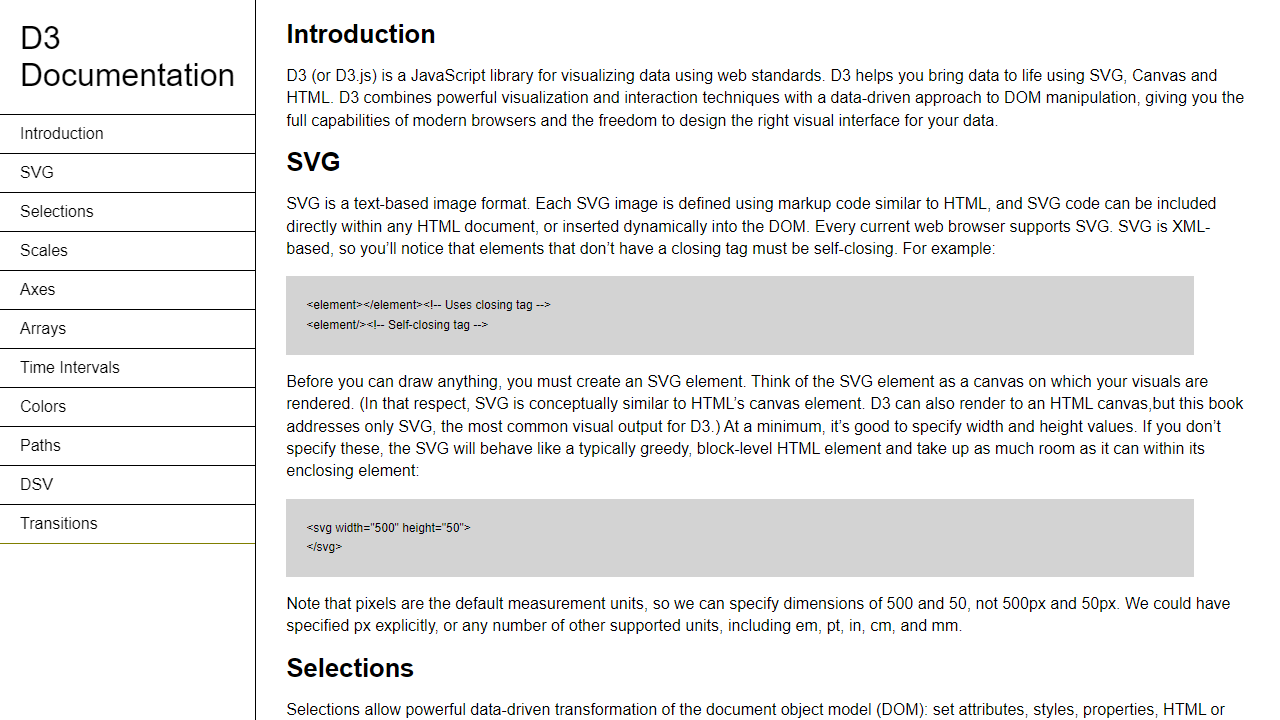 D3
Documentation
Introduction
SVG
Selections
Scales
Axes
Arrays
Time Intervals
Colors
Paths
DSV
Transitions
Introduction
D3 (or D3.js) is a JavaScript library for visualizing data using web standards. D3 helps you bring data to life using SVG, Canvas and
HTML. D3 combines powerful visualization and interaction techniques with a data-driven approach to DOM manipulation, giving you the
full capabilities of modern browsers and the freedom to design the right visual interface for your data.
SVG
SVG is a text-based image format. Each SVG image is defined using markup code similar to HTML, and SVG code can be included
directly within any HTML document, or inserted dynamically into the DOM. Every current web browser supports SVG. SVG is XML-
based, so you’ll notice that elements that don’t have a closing tag must be self-closing. For example:
<element></element><!-- Uses closing tag -->
<element/><!-- Self-closing tag -->
Before you can draw anything, you must create an SVG element. Think of the SVG element as a canvas on which your visuals are
rendered. (In that respect, SVG is conceptually similar to HTML’s canvas element. D3 can also render to an HTML canvas,but this book
addresses only SVG, the most common visual output for D3.) At a minimum, it’s good to specify width and height values. If you don’t
specify these, the SVG will behave like a typically greedy, block-level HTML element and take up as much room as it can within its
enclosing element:
<svg width="500" height="50">
</svg>
Note that pixels are the default measurement units, so we can specify dimensions of 500 and 50, not 500px and 50px. We could have
specified px explicitly, or any number of other supported units, including em, pt, in, cm, and mm.
Selections
Selections allow powerful data-driven transformation of the document object model (DOM): set attributes, styles, properties, HTML or